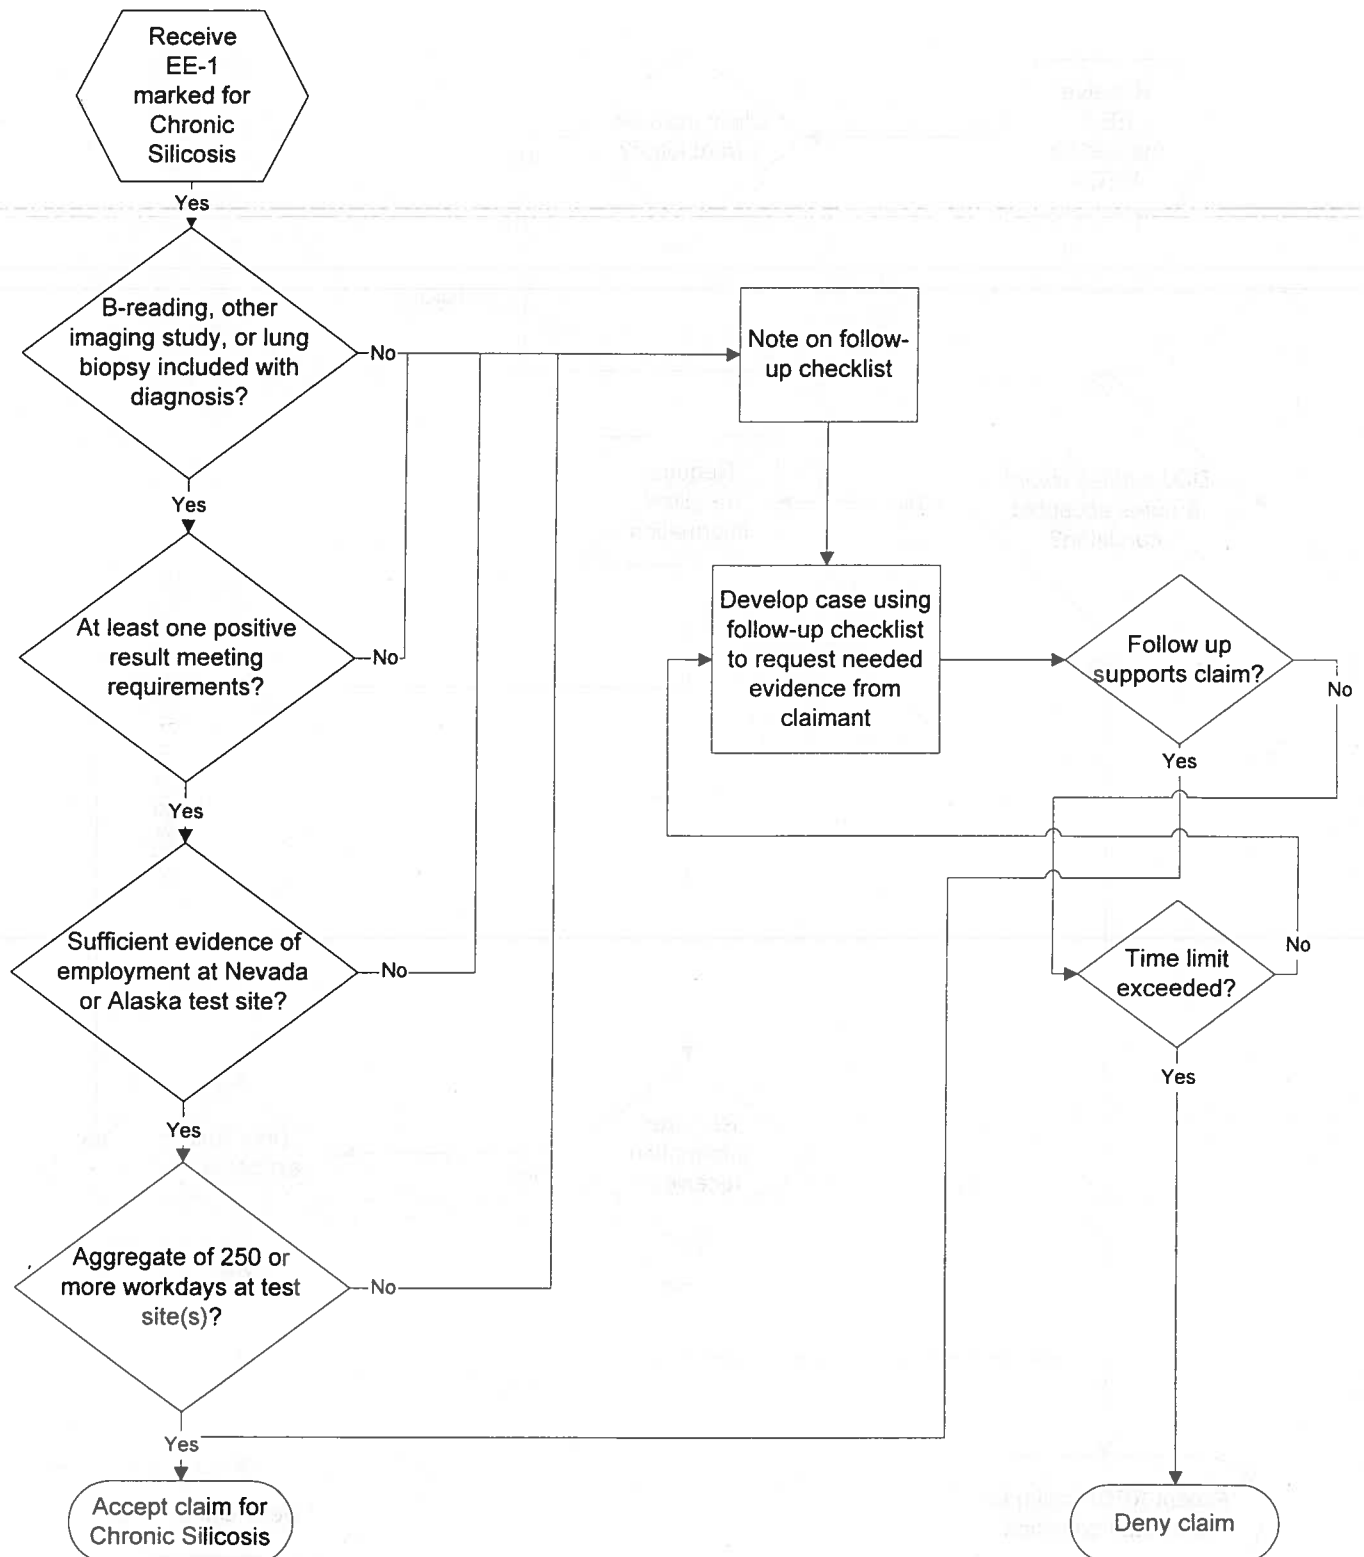 Receive
EE-1
marked for
Chronic
Silicosis
Yes
B-reading, other
imaging study, or lung
biopsy included with
diagnosis?
No
Note on follow-
up checklist
Yes
At least one positive
result meeting
requirements?
No
Develop case using
follow-up checklist
to request needed
evidence from
claimant
Follow up
supports claim?
No
Yes
Yes
Sufficient evidence of
employment at Nevada
or Alaska test site?
No
Time limit
exceeded?
No
Yes
Yes
Aggregate of 250 or
more workdays at test
site(s)?
No
Yes
Accept claim for
Chronic Silicosis
Deny claim